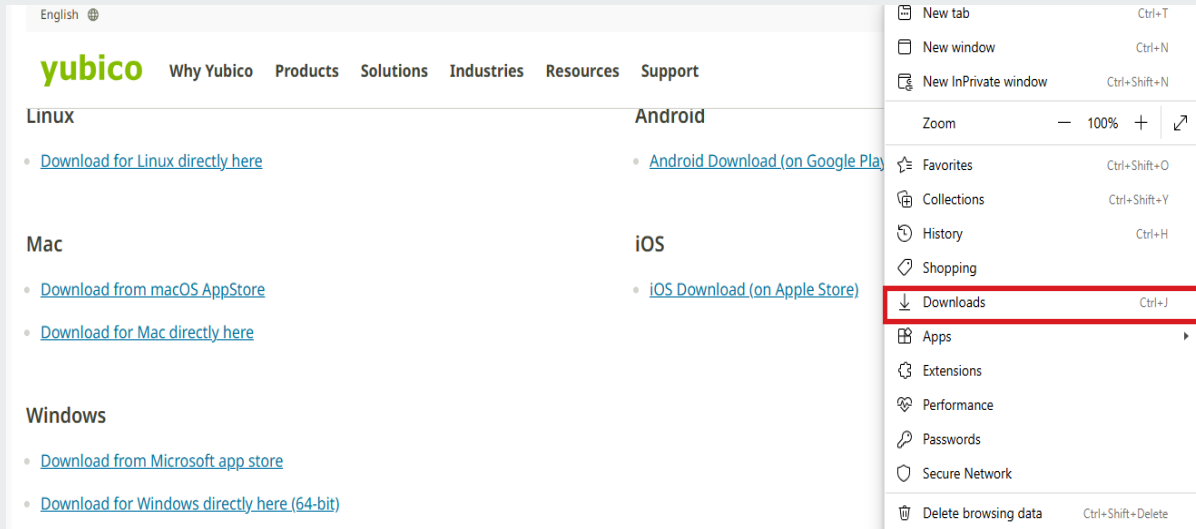 English
yubico Why Yubico Products Solutions Industries Resources Support
Linux
Download for Linux directly here
Mac
Download from macOS AppStore
Download for Mac directly here
Windows
Download from Microsoft app store
Download for Windows directly here (64-bit)
Android
Android Download (on Google Play
iOS
iOS Download (on Apple Store)
New tab Ctrl+T
New window Ctrl+N
New InPrivate window Ctrl+Shift+N
Zoom — 100% +
Favorites Ctrl+Shift+O
Collections Ctrl+Shift+Y
History Ctrl+H
Shopping
Downloads Ctrl+J
Apps
Extensions
Performance
Passwords
Secure Network
Delete browsing data Ctrl+Shift+Delete